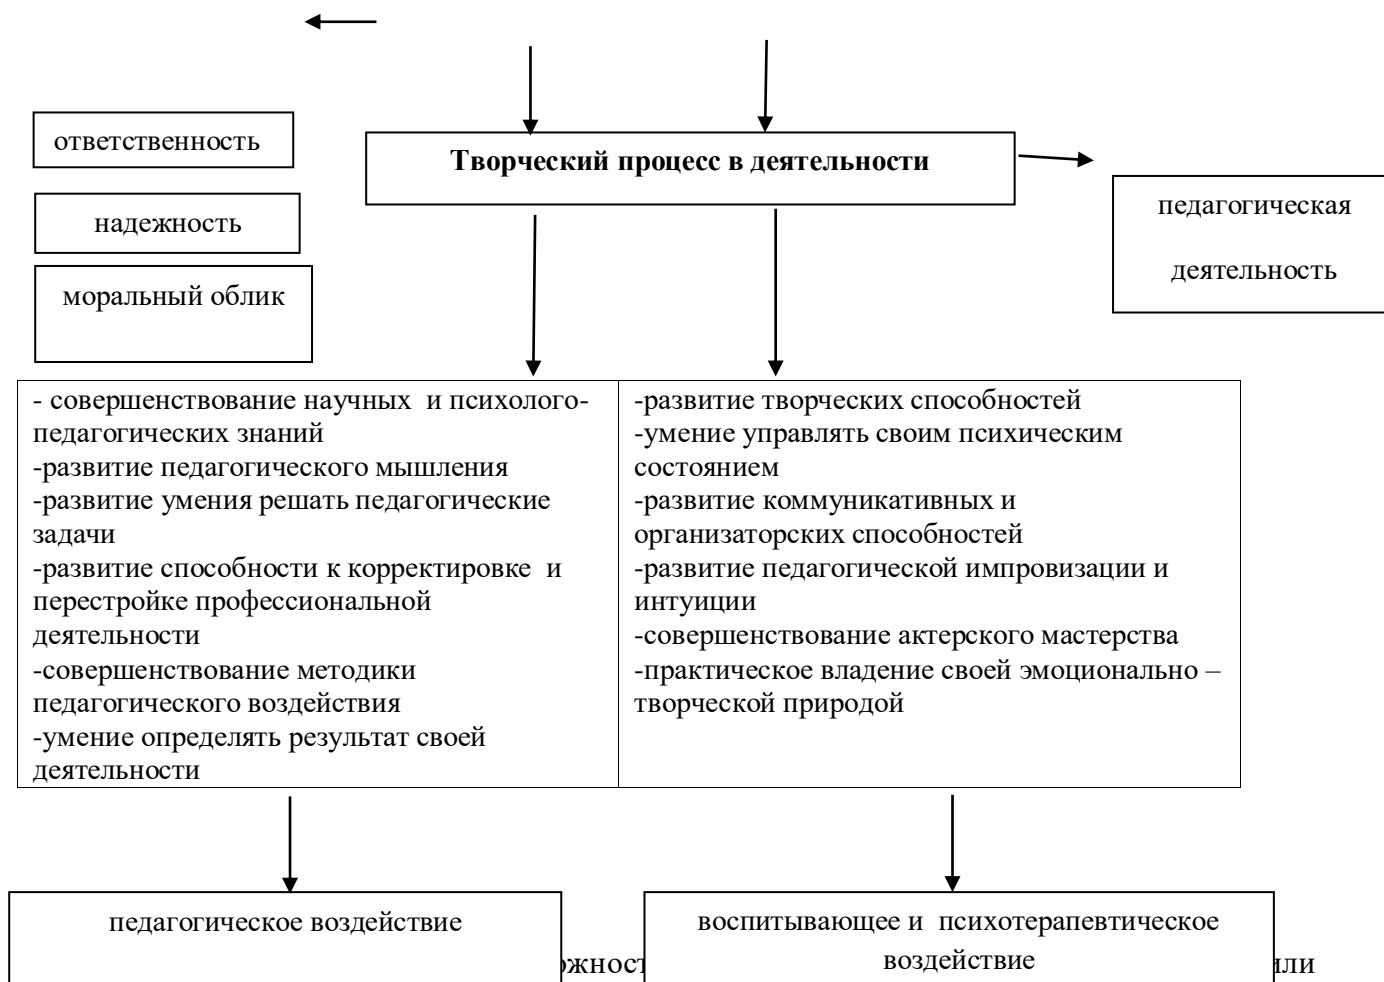 ответственность
Творческий процесс в деятельности
надежность
педагогическая
деятельность
моральный облик
- совершенствование научных и психолого-
педагогических знаний
-развитие педагогического мышления
-развитие умения решать педагогические
задачи
-развитие способности к корректировке и
перестройке профессиональной
деятельности
-совершенствование методики
педагогического воздействия
-умение определять результат своей
деятельности
-развитие творческих способностей
-умение управлять своим психическим
состоянием
-развитие коммуникативных и
организаторских способностей
-развитие педагогической импровизации и
интуиции
-совершенствование актерского мастерства
-практическое владение своей эмоционально –
творческой природой
педагогическое воздействие
воспитывающее и психотерапевтическое
воздействие